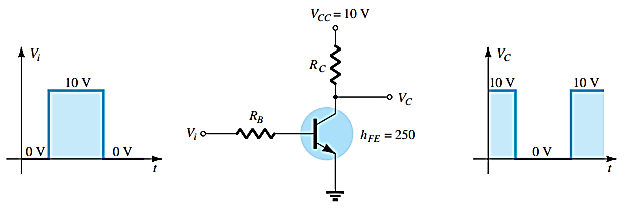 V_CC = 10 V
V_i
10 V
0 V
0 V
t
R_C
V_C
R_B
V_i
h_FE = 250
V_C
10 V
10 V
0 V
t